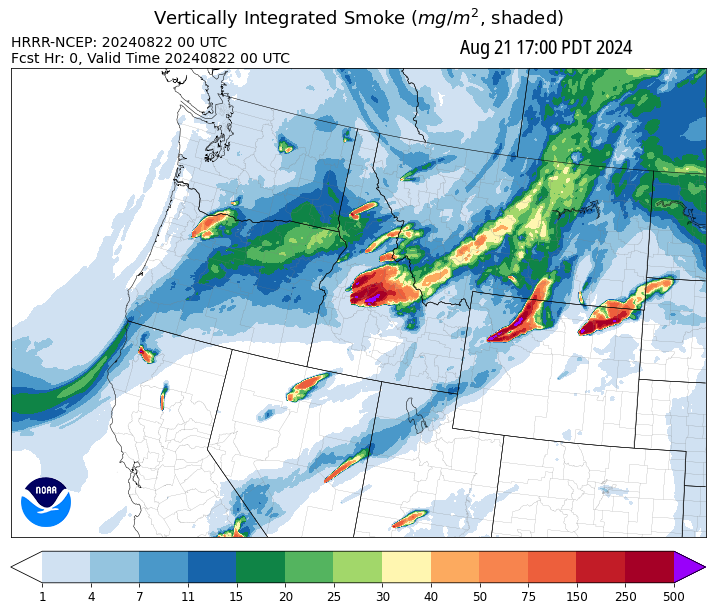 Vertically Integrated Smoke (mg/m², shaded)
HRRR-NCEP: 20240822 00 UTC
Aug 21 17:00 PDT 2024
Fcst Hr: 0, Valid Time 20240822 00 UTC
NOAA
1 4 7 11 15 20 25 30 40 50 75 150 250 500